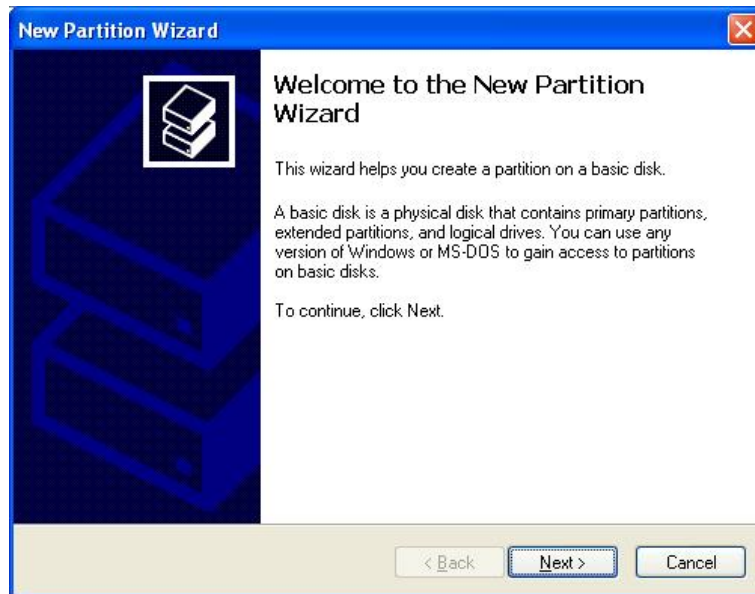 New Partition Wizard
Welcome to the New Partition
Wizard
This wizard helps you create a partition on a basic disk.
A basic disk is a physical disk that contains primary partitions,
extended partitions, and logical drives. You can use any
version of Windows or MS-DOS to gain access to partitions
on basic disks.
To continue, click Next.
< Back Next > Cancel